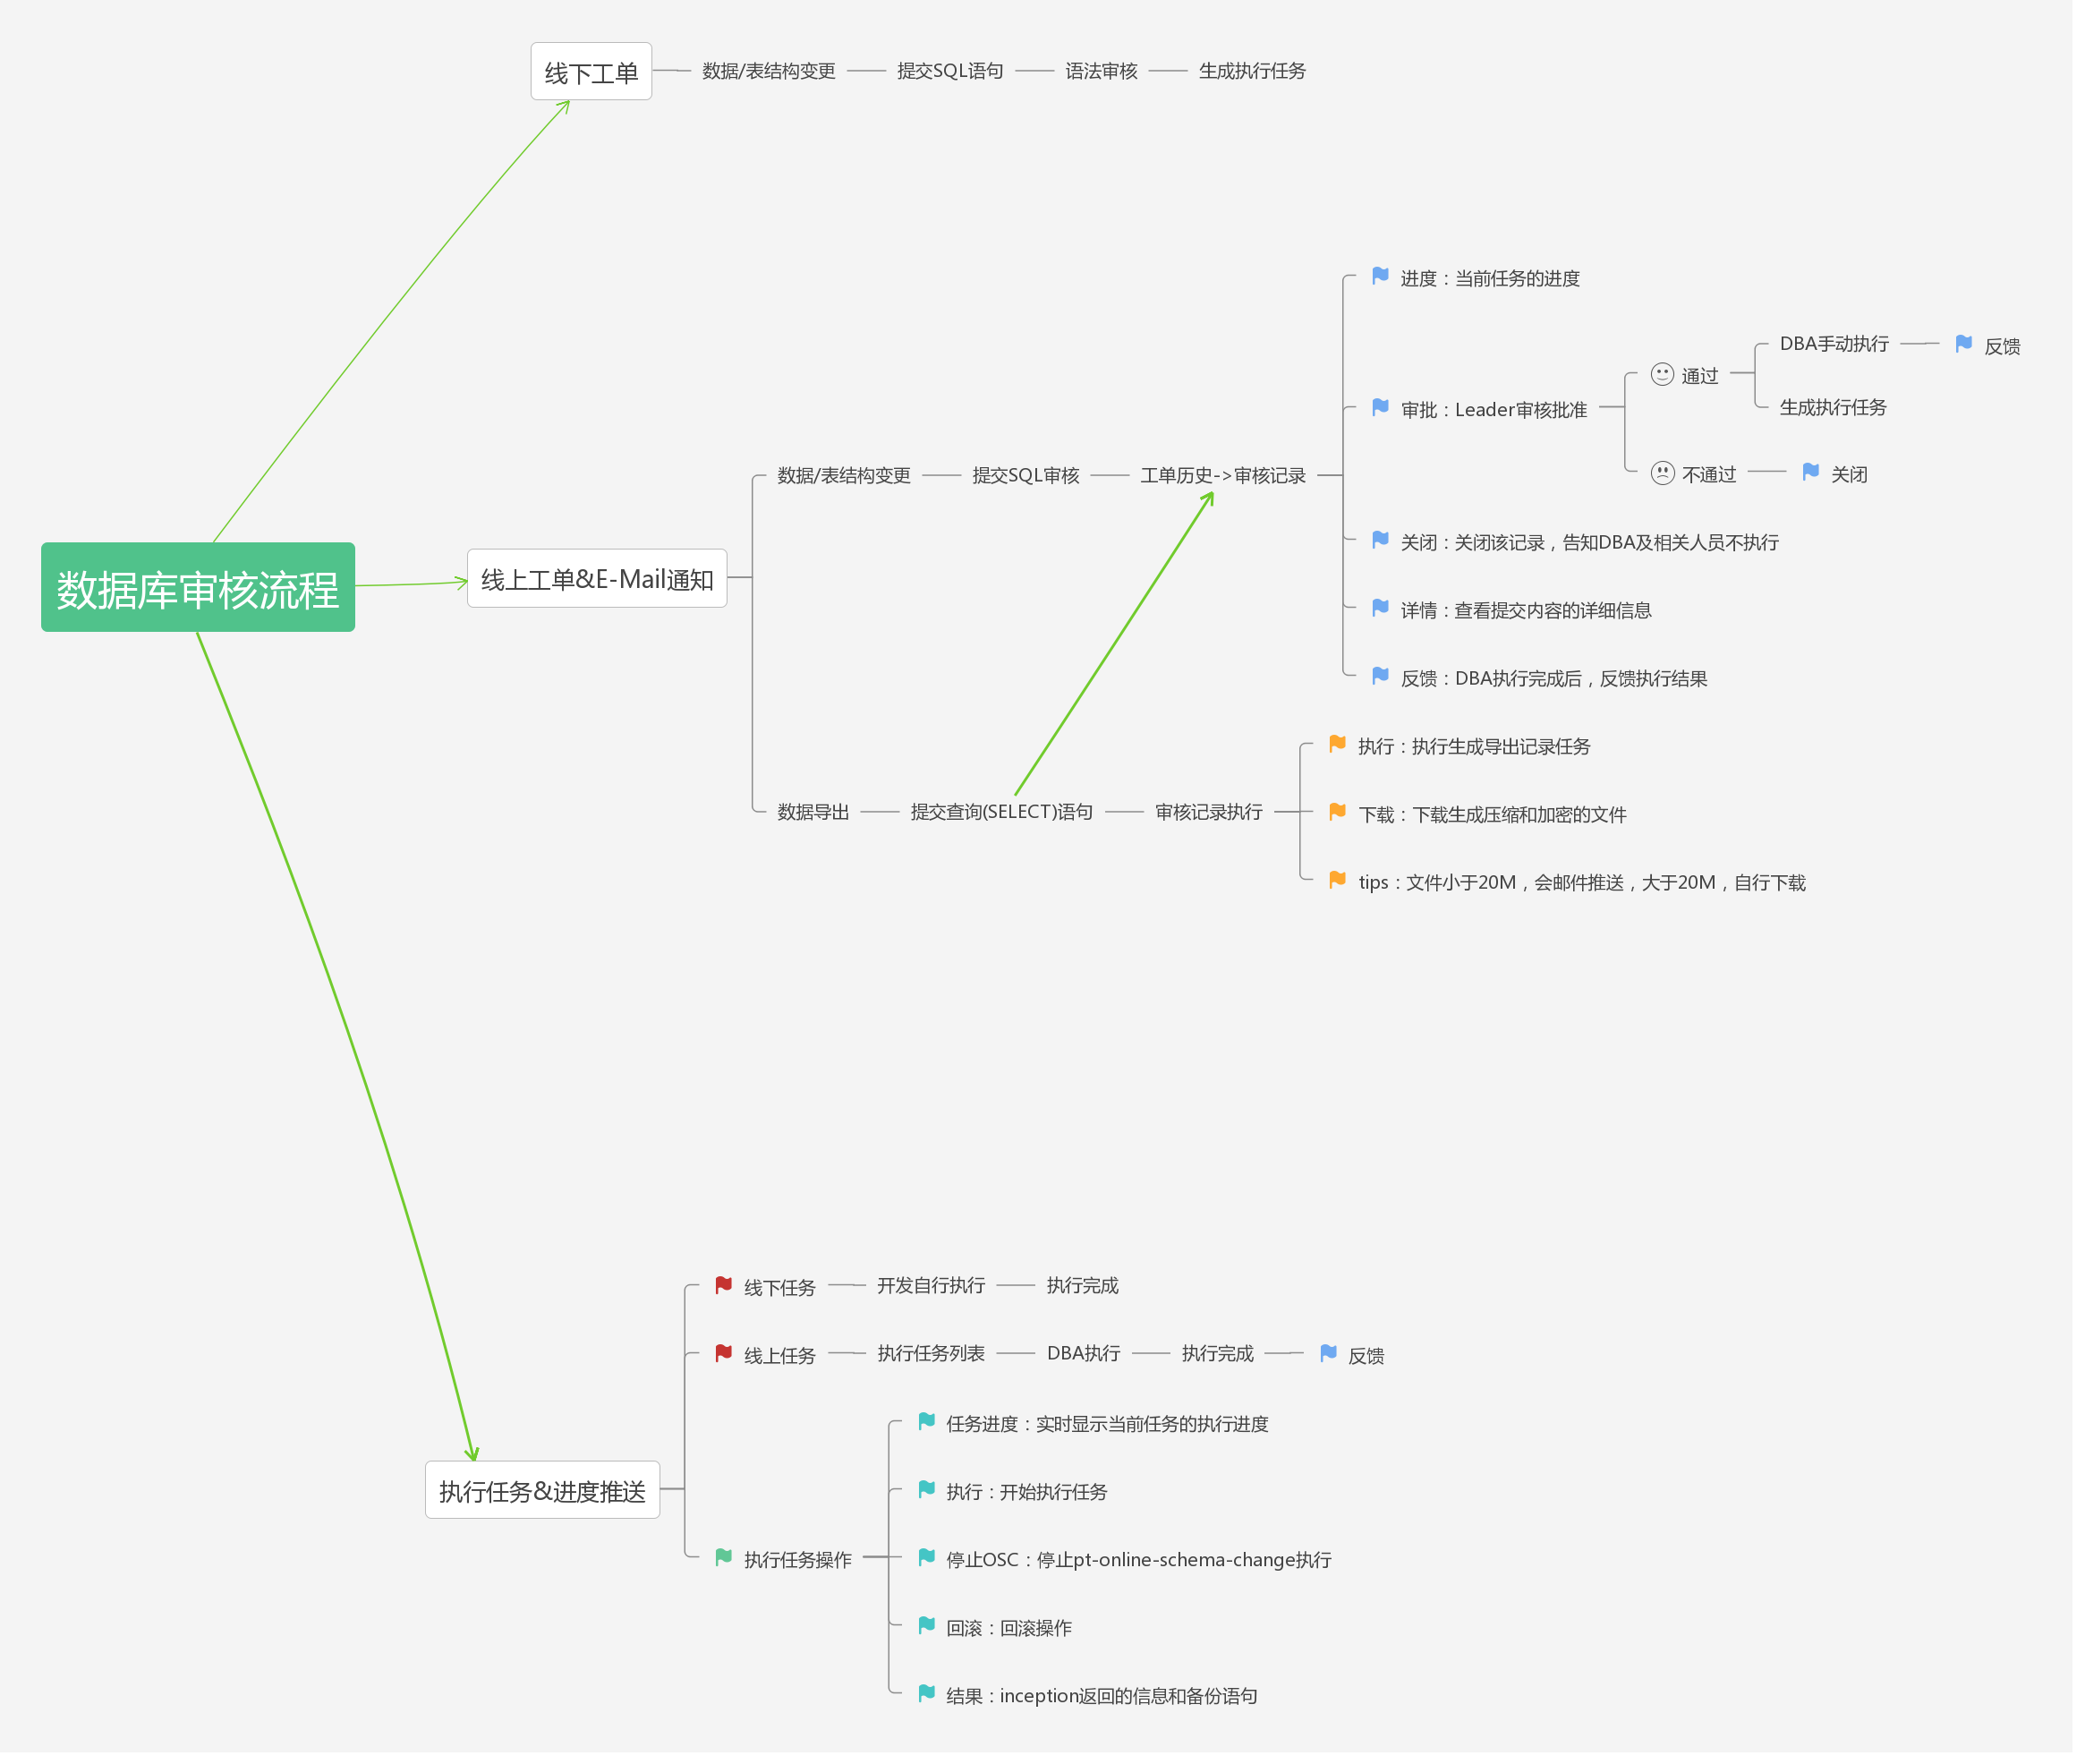 线下工单
数据/表结构变更
提交SQL语句
语法审核
生成执行任务
数据库审核流程
线上工单&E-Mail通知
数据/表结构变更
提交SQL审核
工单历史->审核记录
进度：当前任务的进度
审批：Leader审核批准
通过
DBA手动执行
反馈
生成执行任务
不通过
关闭
关闭：关闭该记录，告知DBA及相关人员不执行
详情：查看提交内容的详细信息
反馈：DBA执行完成后，反馈执行结果
数据导出
提交查询(SELECT)语句
审核记录执行
执行：执行生成导出记录任务
下载：下载生成压缩和加密的文件
tips：文件小于20M，会邮件推送，大于20M，自行下载
执行任务&进度推送
线下任务
开发自行执行
执行完成
线上任务
执行任务列表
DBA执行
执行完成
反馈
执行任务操作
任务进度：实时显示当前任务的执行进度
执行：开始执行任务
停止OSC：停止pt-online-schema-change执行
回滚：回滚操作
结果：inception返回的信息和备份语句